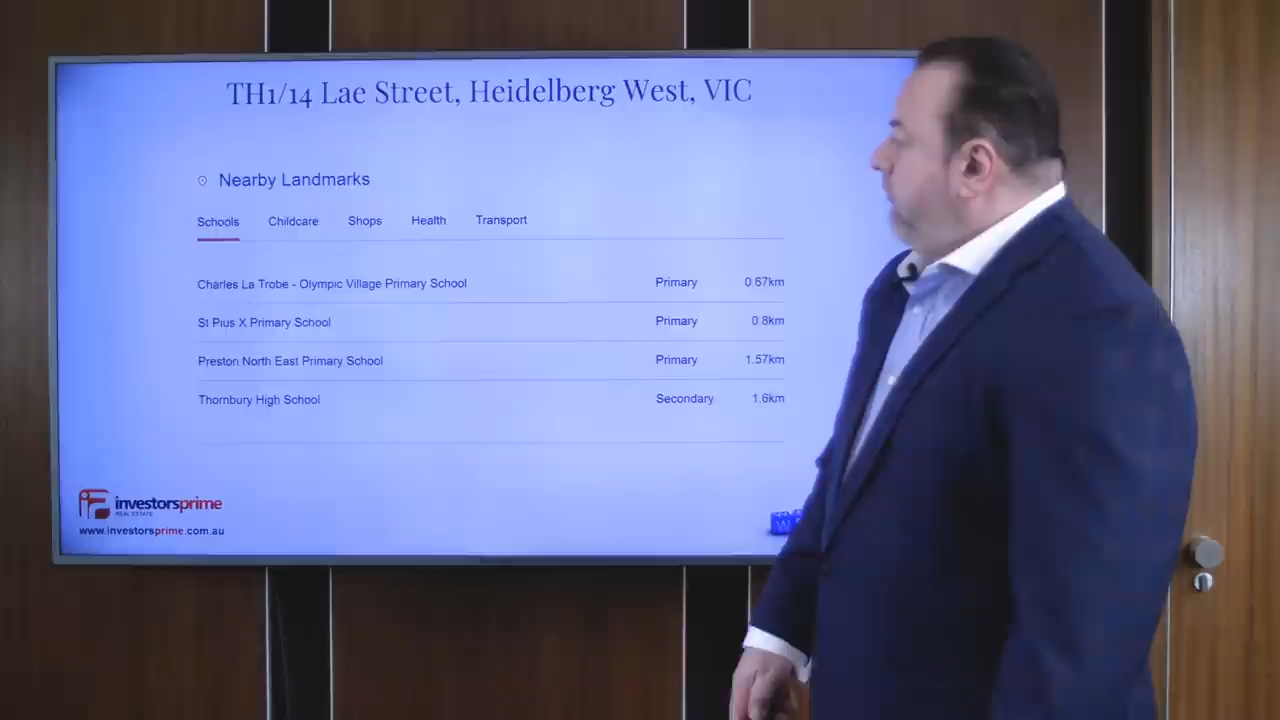 TH1/14 Lae Street, Heidelberg West, VIC
Nearby Landmarks
Schools Childcare Shops Health Transport
Charles La Trobe - Olympic Village Primary School Primary 0.67km
St Pius X Primary School Primary 0.8km
Preston North East Primary School Primary 1.57km
Thornbury High School Secondary 1.6km
investorsprime
REAL ESTATE
www.investorsprime.com.au
W